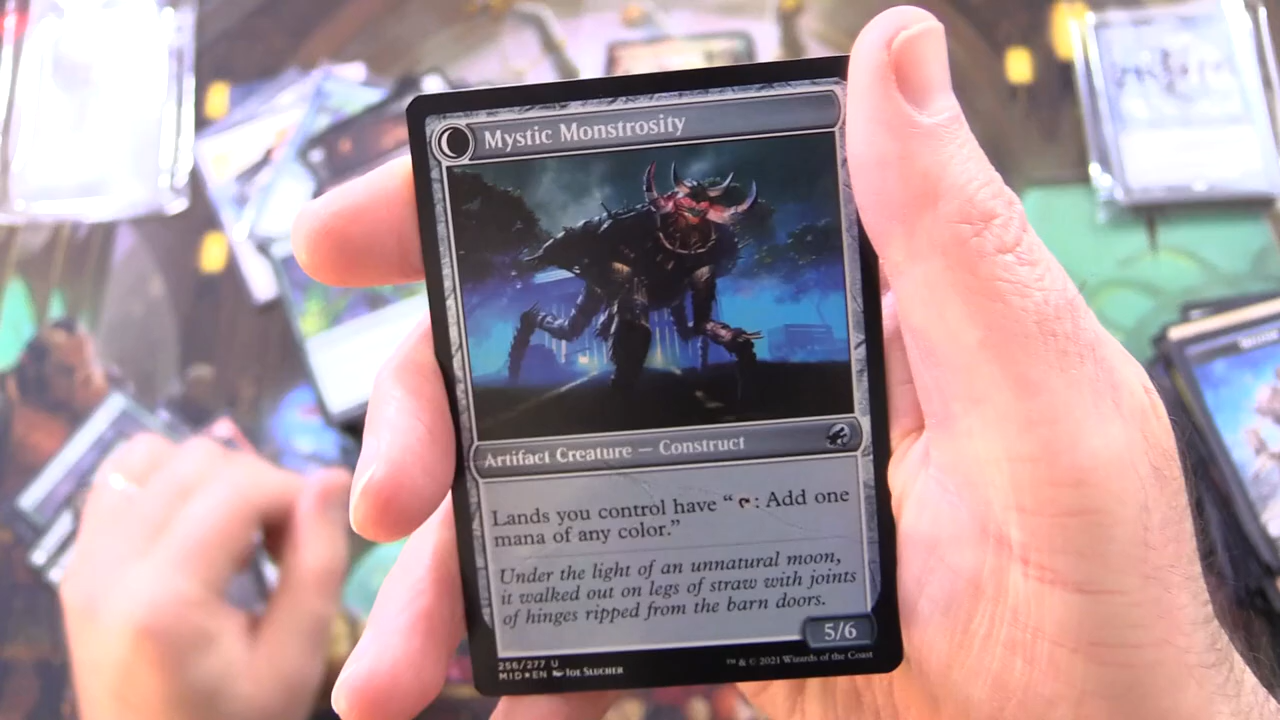 Mystic Monstrosity
Artifact Creature — Construct
Lands you control have “ : Add one
mana of any color.”
Under the light of an unnatural moon,
it walked out on legs of straw with joints
of hinges ripped from the barn doors.
5/6
256/277 U
MID★EN Joe Slucher
™ & © 2021 Wizards of the Coast